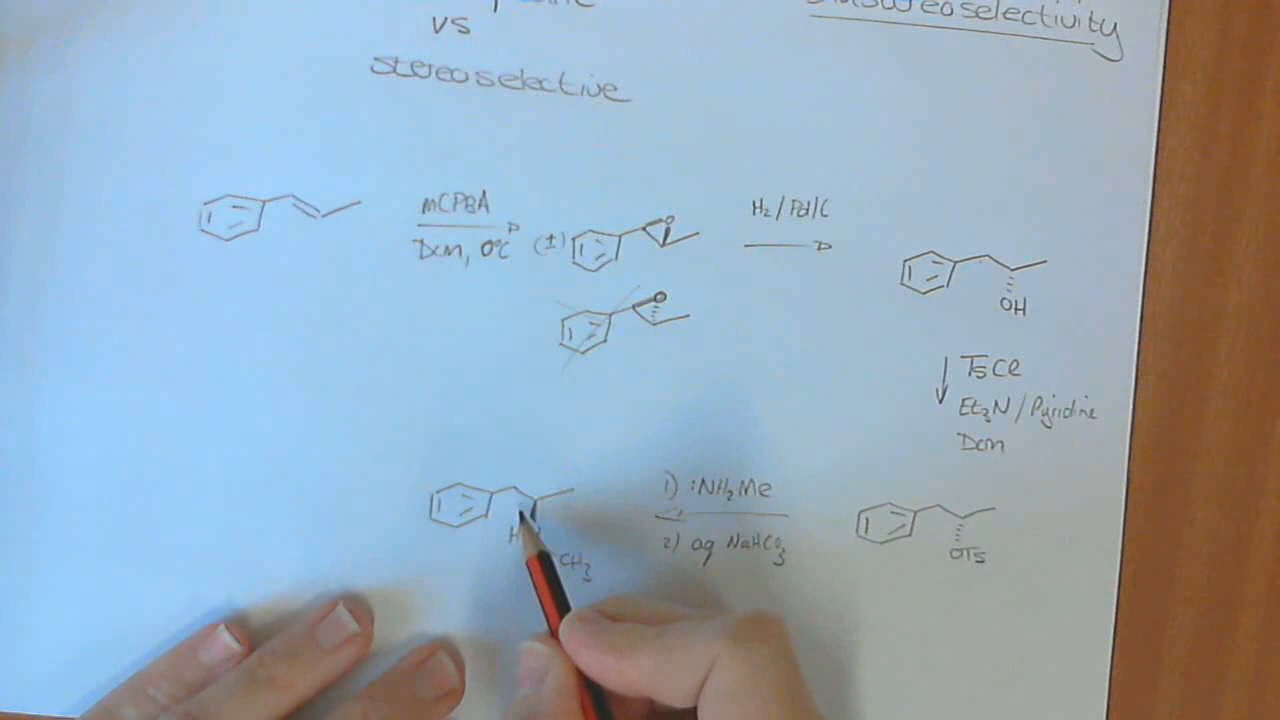 vs
stereoselective
mCPBA
Dcm, 0°C
(±)
O
O
H₂/Pd/C
OH
TsCl
Et₃N/Pyridine
Dcm
1) :NH₂Me
2) aq NaHCO₃
OTs
H
CH₃